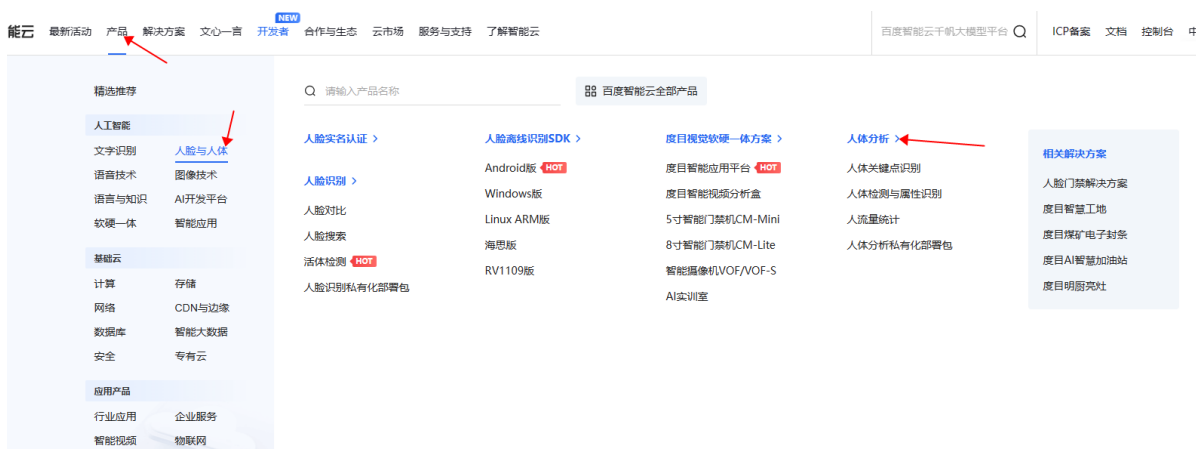 能云 最新活动 产品 解决方案 文心一言 开发者 NEW 合作与生态 云市场 服务与支持 了解智能云 百度智能云千帆大模型平台 ICP备案 文档 控制台
精选推荐
人工智能
文字识别 人脸与人体
语音技术 图像技术
语言与知识 AI开发平台
软硬一体 智能应用
基础云
计算 存储
网络 CDN与边缘
数据库 智能大数据
安全 专有云
应用产品
行业应用 企业服务
智能视频 物联网
请输入产品名称 百度智能云全部产品
人脸实名认证 >
人脸识别 >
人脸对比
人脸搜索
活体检测 HOT
人脸识别私有化部署包
人脸离线识别SDK >
Android版 HOT
Windows版
Linux ARM版
海思版
RV1109版
度目视觉软硬一体方案 >
度目智能应用平台 HOT
度目智能视频分析盒
5寸智能门禁机CM-Mini
8寸智能门禁机CM-Lite
智能摄像机VOF/VOF-S
AI实训室
人体分析 >
人体关键点识别
人体检测与属性识别
人流量统计
人体分析私有化部署包
相关解决方案
人脸门禁解决方案
度目智慧工地
度目煤矿电子封条
度目AI智慧加油站
度目明厨亮灶